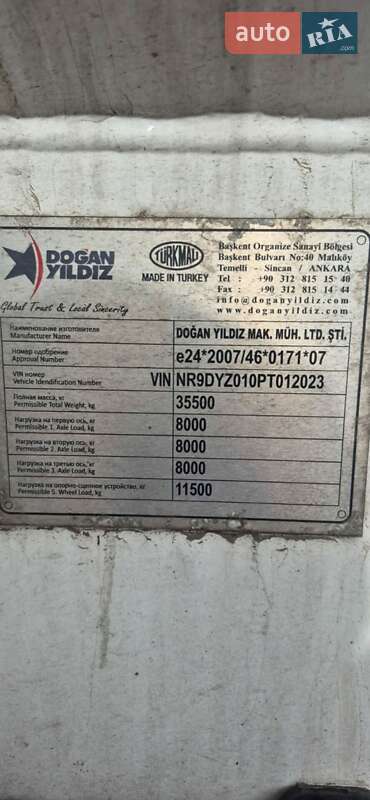 auto RIA .com
DOĞAN
YILDIZ
Global Trust & Local Sincerity
TÜRKMALI
MADE IN TURKEY
Başkent Organize Sanayi Bölgesi
Başkent Bulvarı No:40 Malıköy
Temelli - Sincan / ANKARA
Tel : +90 312 815 15 40
Fax : +90 312 815 14 44
info@doganyildiz.com
www.doganyildiz.com
Наименование изготовителя
Manufacturer Name
DOĞAN YILDIZ MAK. MÜH. LTD. ŞTİ.
Номер одобрение
Approval Number
e24*2007/46*0171*07
VIN номер
Vehicle Identification Number
VIN NR9DYZ010PT012023
Полная масса, кг
Permissible Total Weight, kg
35500
Нагрузка на первую ось, кг
Permissible 1. Axle Load, kg
8000
Нагрузка на вторую ось, кг
Permissible 2. Axle Load, kg
8000
Нагрузка на третью ось, кг
Permissible 3. Axle Load, kg
8000
Нагрузка на опорно-сцепное устройство, кг
Permissible 5. Wheel Load, kg
11500